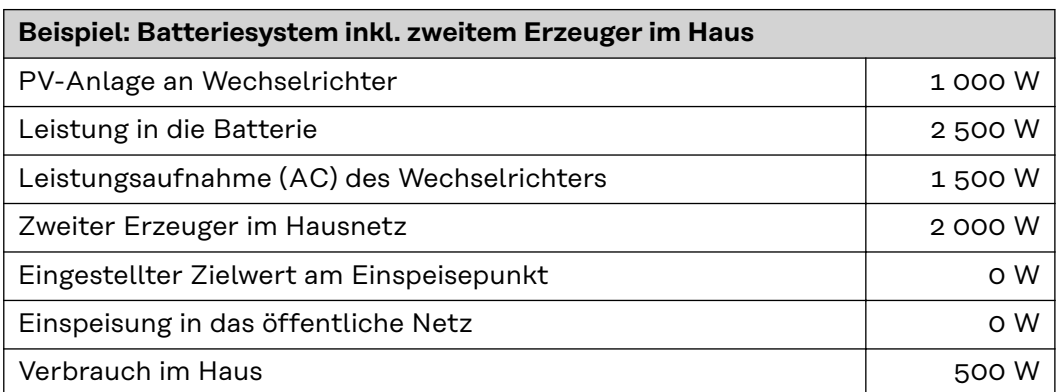 Beispiel: Batteriesystem inkl. zweitem Erzeuger im Haus
PV-Anlage an Wechselrichter 1 000 W
Leistung in die Batterie 2 500 W
Leistungsaufnahme (AC) des Wechselrichters 1 500 W
Zweiter Erzeuger im Hausnetz 2 000 W
Eingestellter Zielwert am Einspeisepunkt 0 W
Einspeisung in das öffentliche Netz 0 W
Verbrauch im Haus 500 W